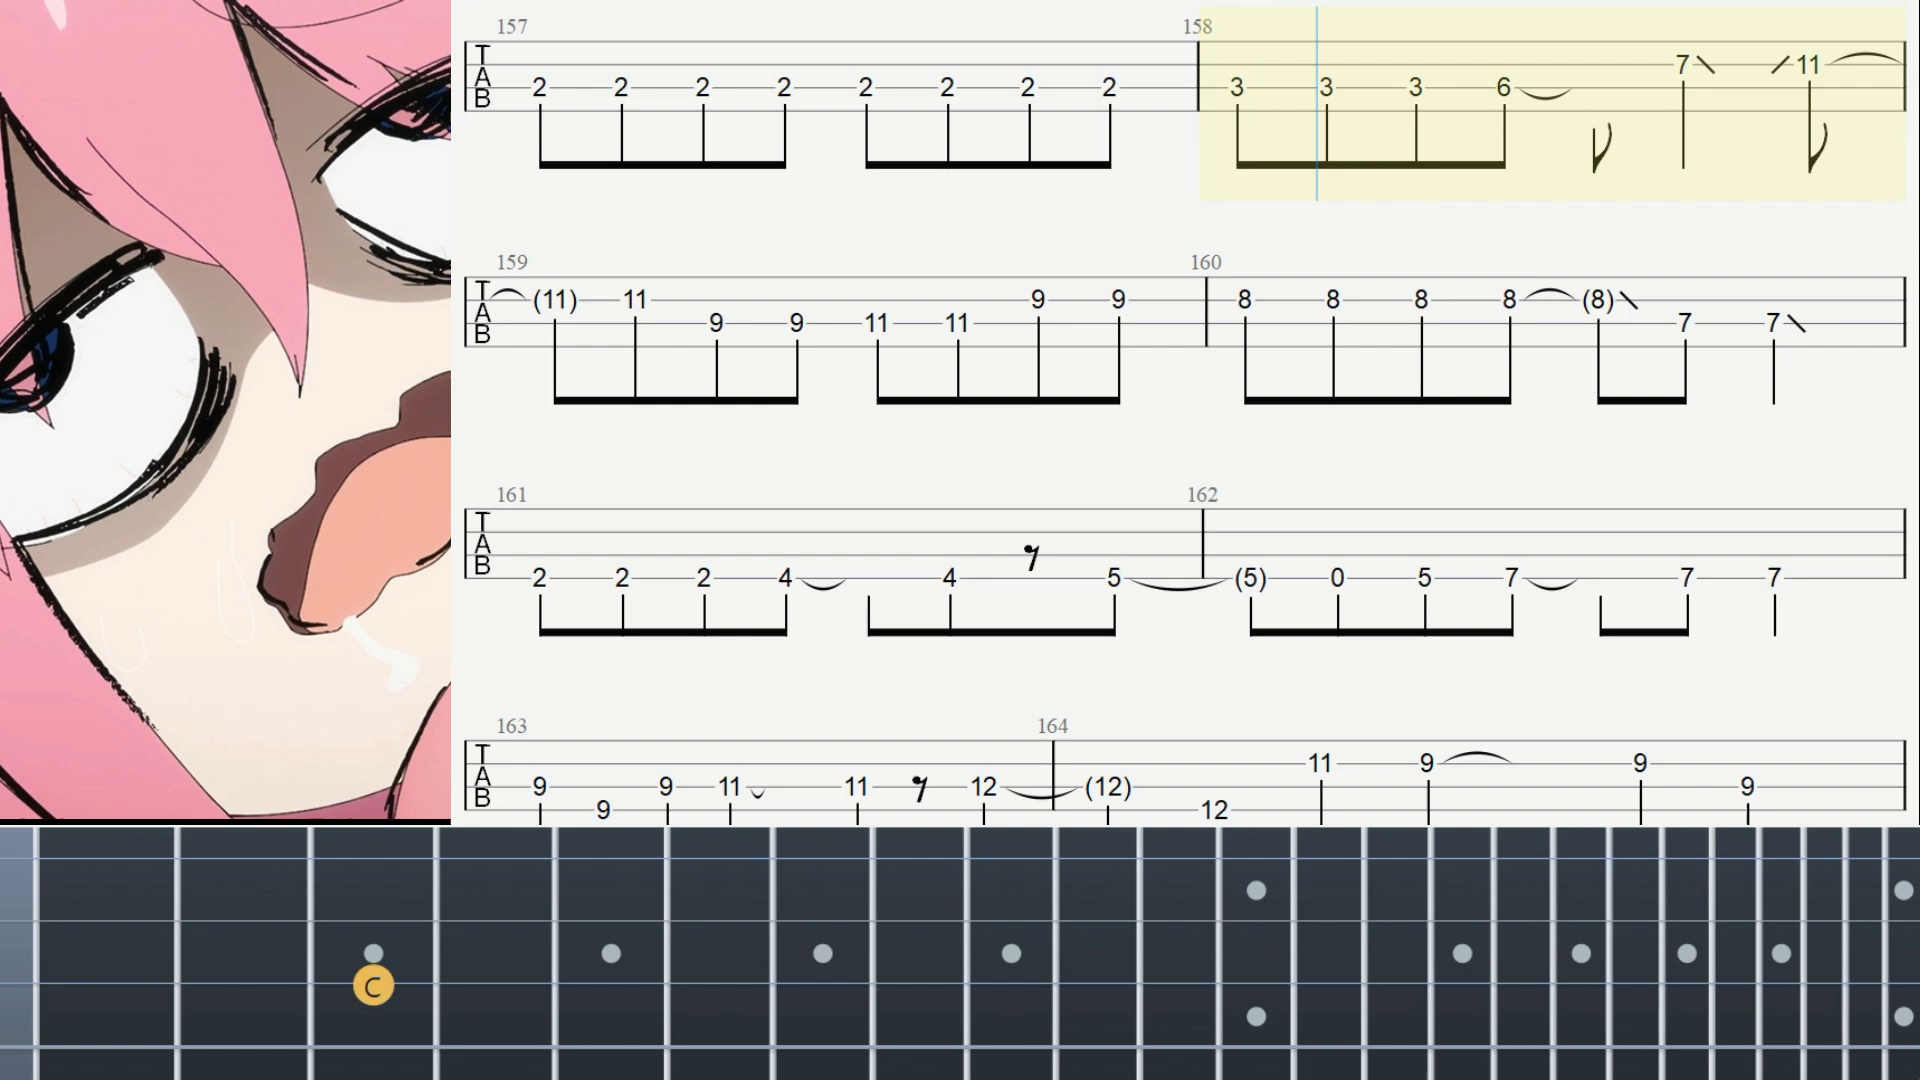 157 158
T A B 2 2 2 2 2 2 2 2 3 3 3 6 7 11
159 160
T A B (11) 11 9 9 11 11 9 9 8 8 8 8 (8) 7 7
161 162
T A B 2 2 2 4 4 5 (5) 0 5 7 7 7
163 164
T A B 9 9 9 11 11 12 (12) 12 11 9 9 9
C